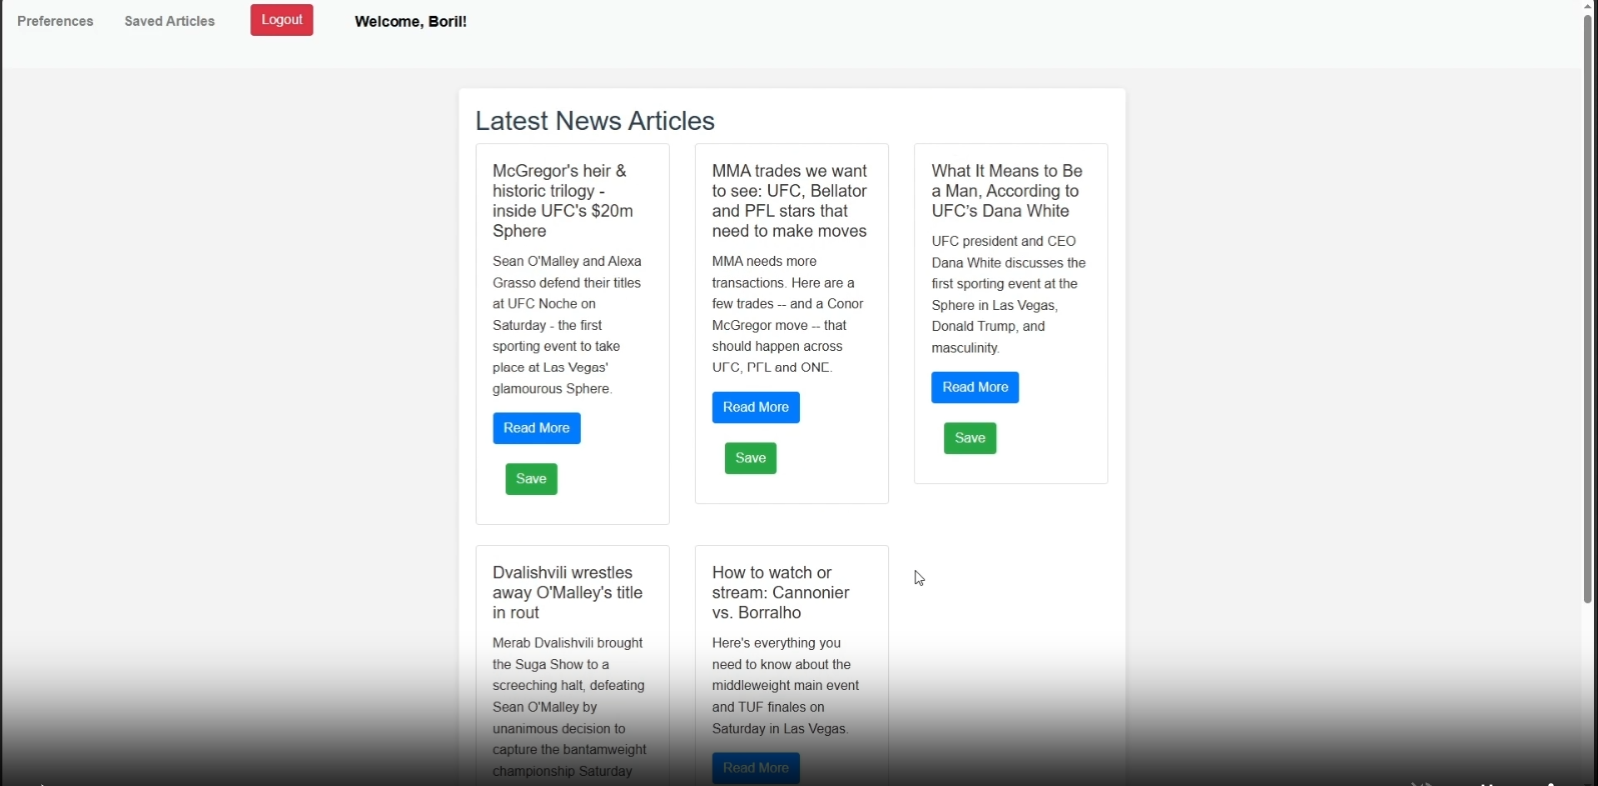 Preferences
Saved Articles
Logout
Welcome, Boril!
Latest News Articles
McGregor's heir &
historic trilogy -
inside UFC's $20m
Sphere
Sean O'Malley and Alexa
Grasso defend their titles
at UFC Noche on
Saturday - the first
sporting event to take
place at Las Vegas'
glamourous Sphere.
Read More
Save
MMA trades we want
to see: UFC, Bellator
and PFL stars that
need to make moves
MMA needs more
transactions. Here are a
few trades -- and a Conor
McGregor move -- that
should happen across
UFC, PFL and ONE.
Read More
Save
What It Means to Be
a Man, According to
UFC’s Dana White
UFC president and CEO
Dana White discusses the
first sporting event at the
Sphere in Las Vegas,
Donald Trump, and
masculinity.
Read More
Save
Dvalishvili wrestles
away O'Malley's title
in rout
Merab Dvalishvili brought
the Suga Show to a
screeching halt, defeating
Sean O'Malley by
unanimous decision to
capture the bantamweight
championship Saturday
How to watch or
stream: Cannonier
vs. Borralho
Here's everything you
need to know about the
middleweight main event
and TUF finales on
Saturday in Las Vegas.
Read More